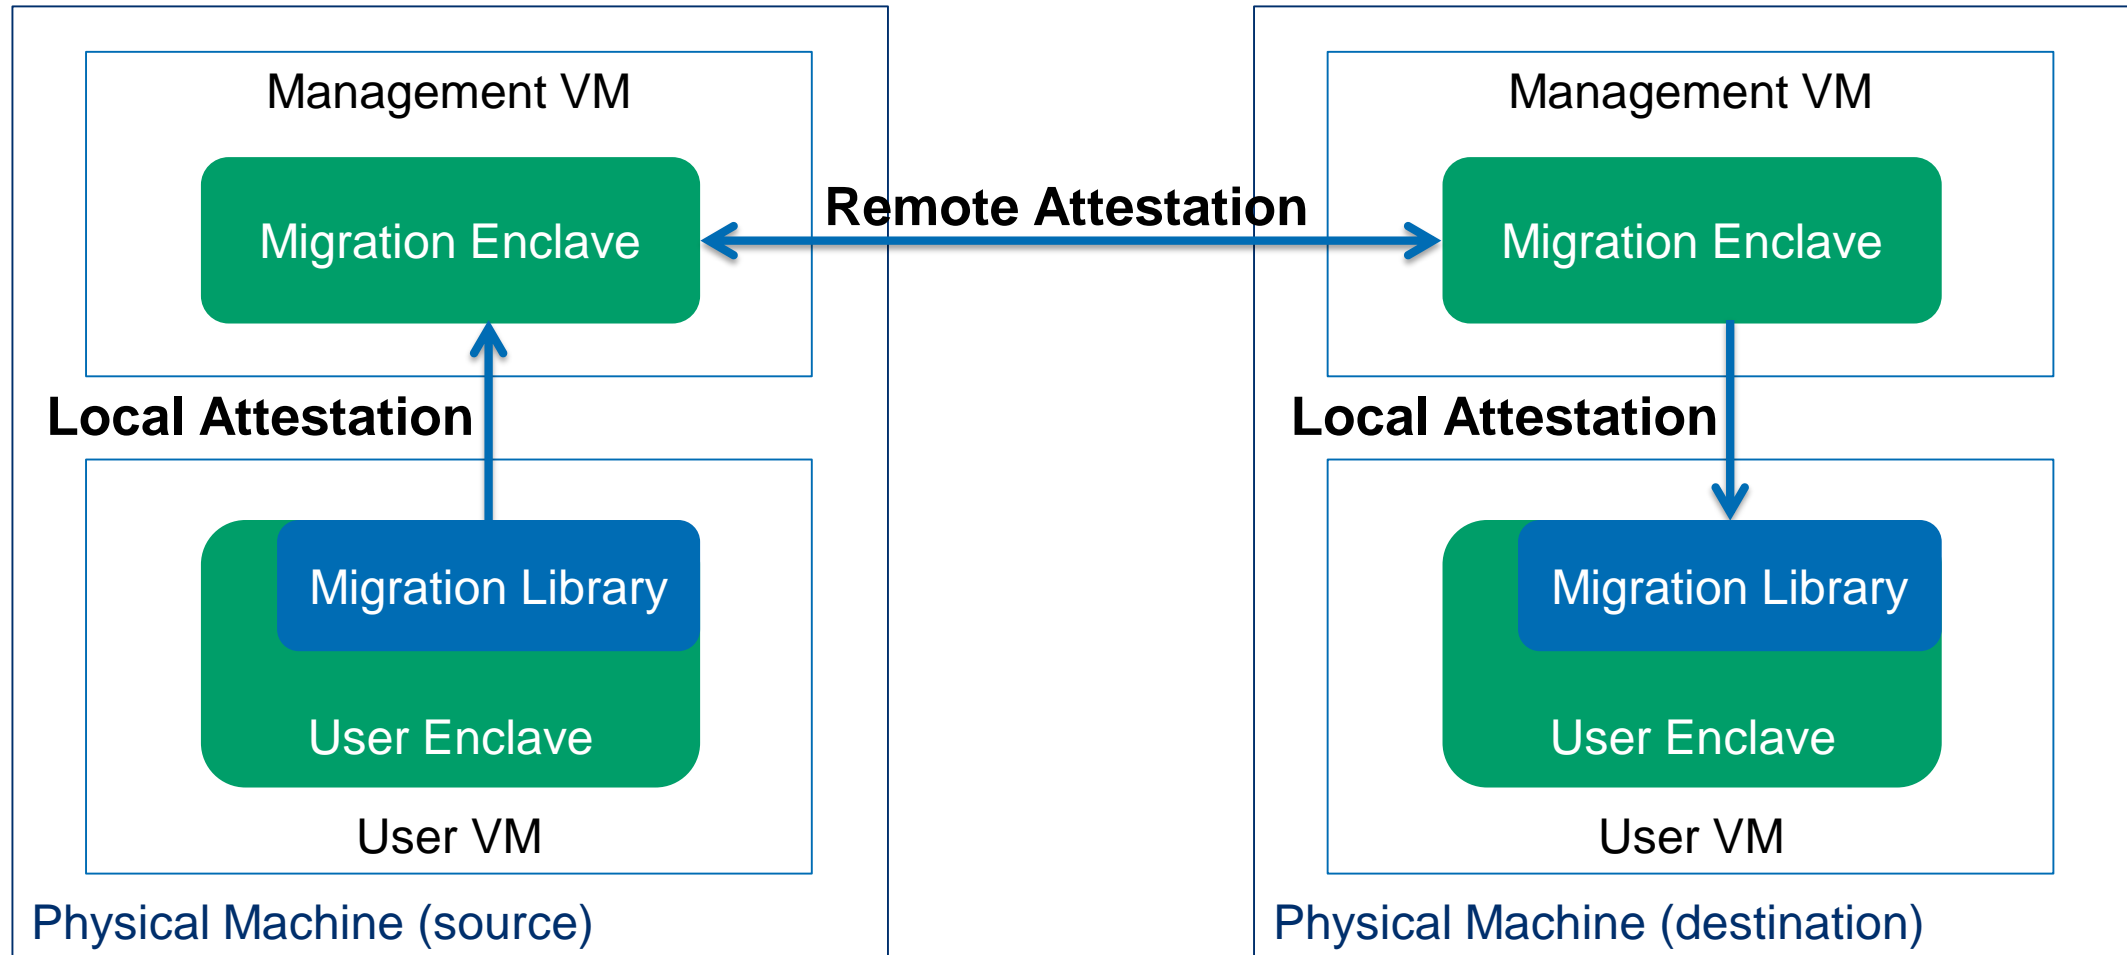 Management VM
Migration Enclave
Local Attestation
Migration Library
User Enclave
User VM
Physical Machine (source)
Remote Attestation
Management VM
Migration Enclave
Local Attestation
Migration Library
User Enclave
User VM
Physical Machine (destination)